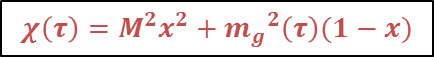 χ(τ) = M²x² + m_g²(τ)(1 − x)